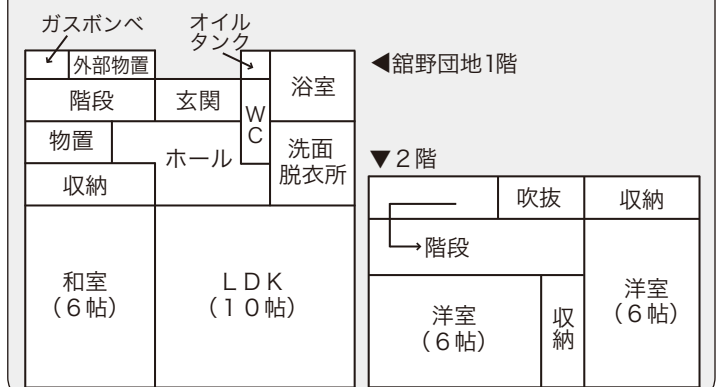 ガスボンベ
オイル
タンク
外部物置
浴室
◀舘野団地1階
階段
玄関
WC
物置
ホール
洗面
脱衣所
収納
▼2階
吹抜
収納
階段
和室
（6帖）
LDK
（10帖）
洋室
（6帖）
収納
洋室
（6帖）